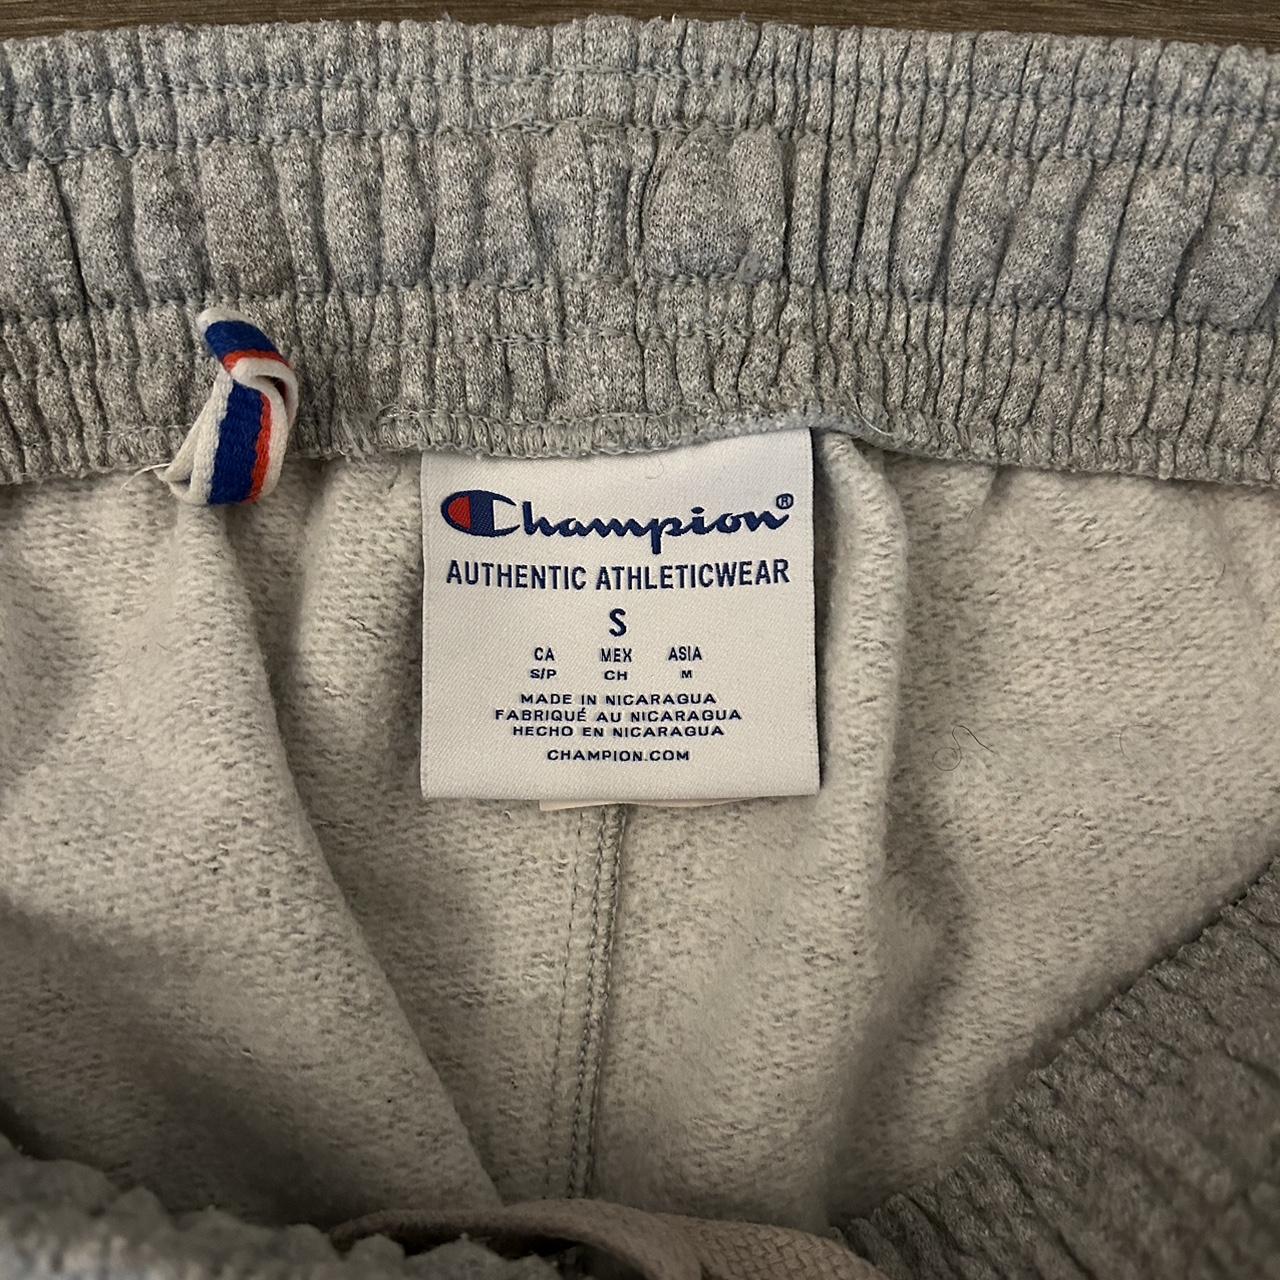 Champion®
AUTHENTIC ATHLETICWEAR
S
CA MEX ASIA
S/P CH M
MADE IN NICARAGUA
FABRIQUÉ AU NICARAGUA
HECHO EN NICARAGUA
CHAMPION.COM